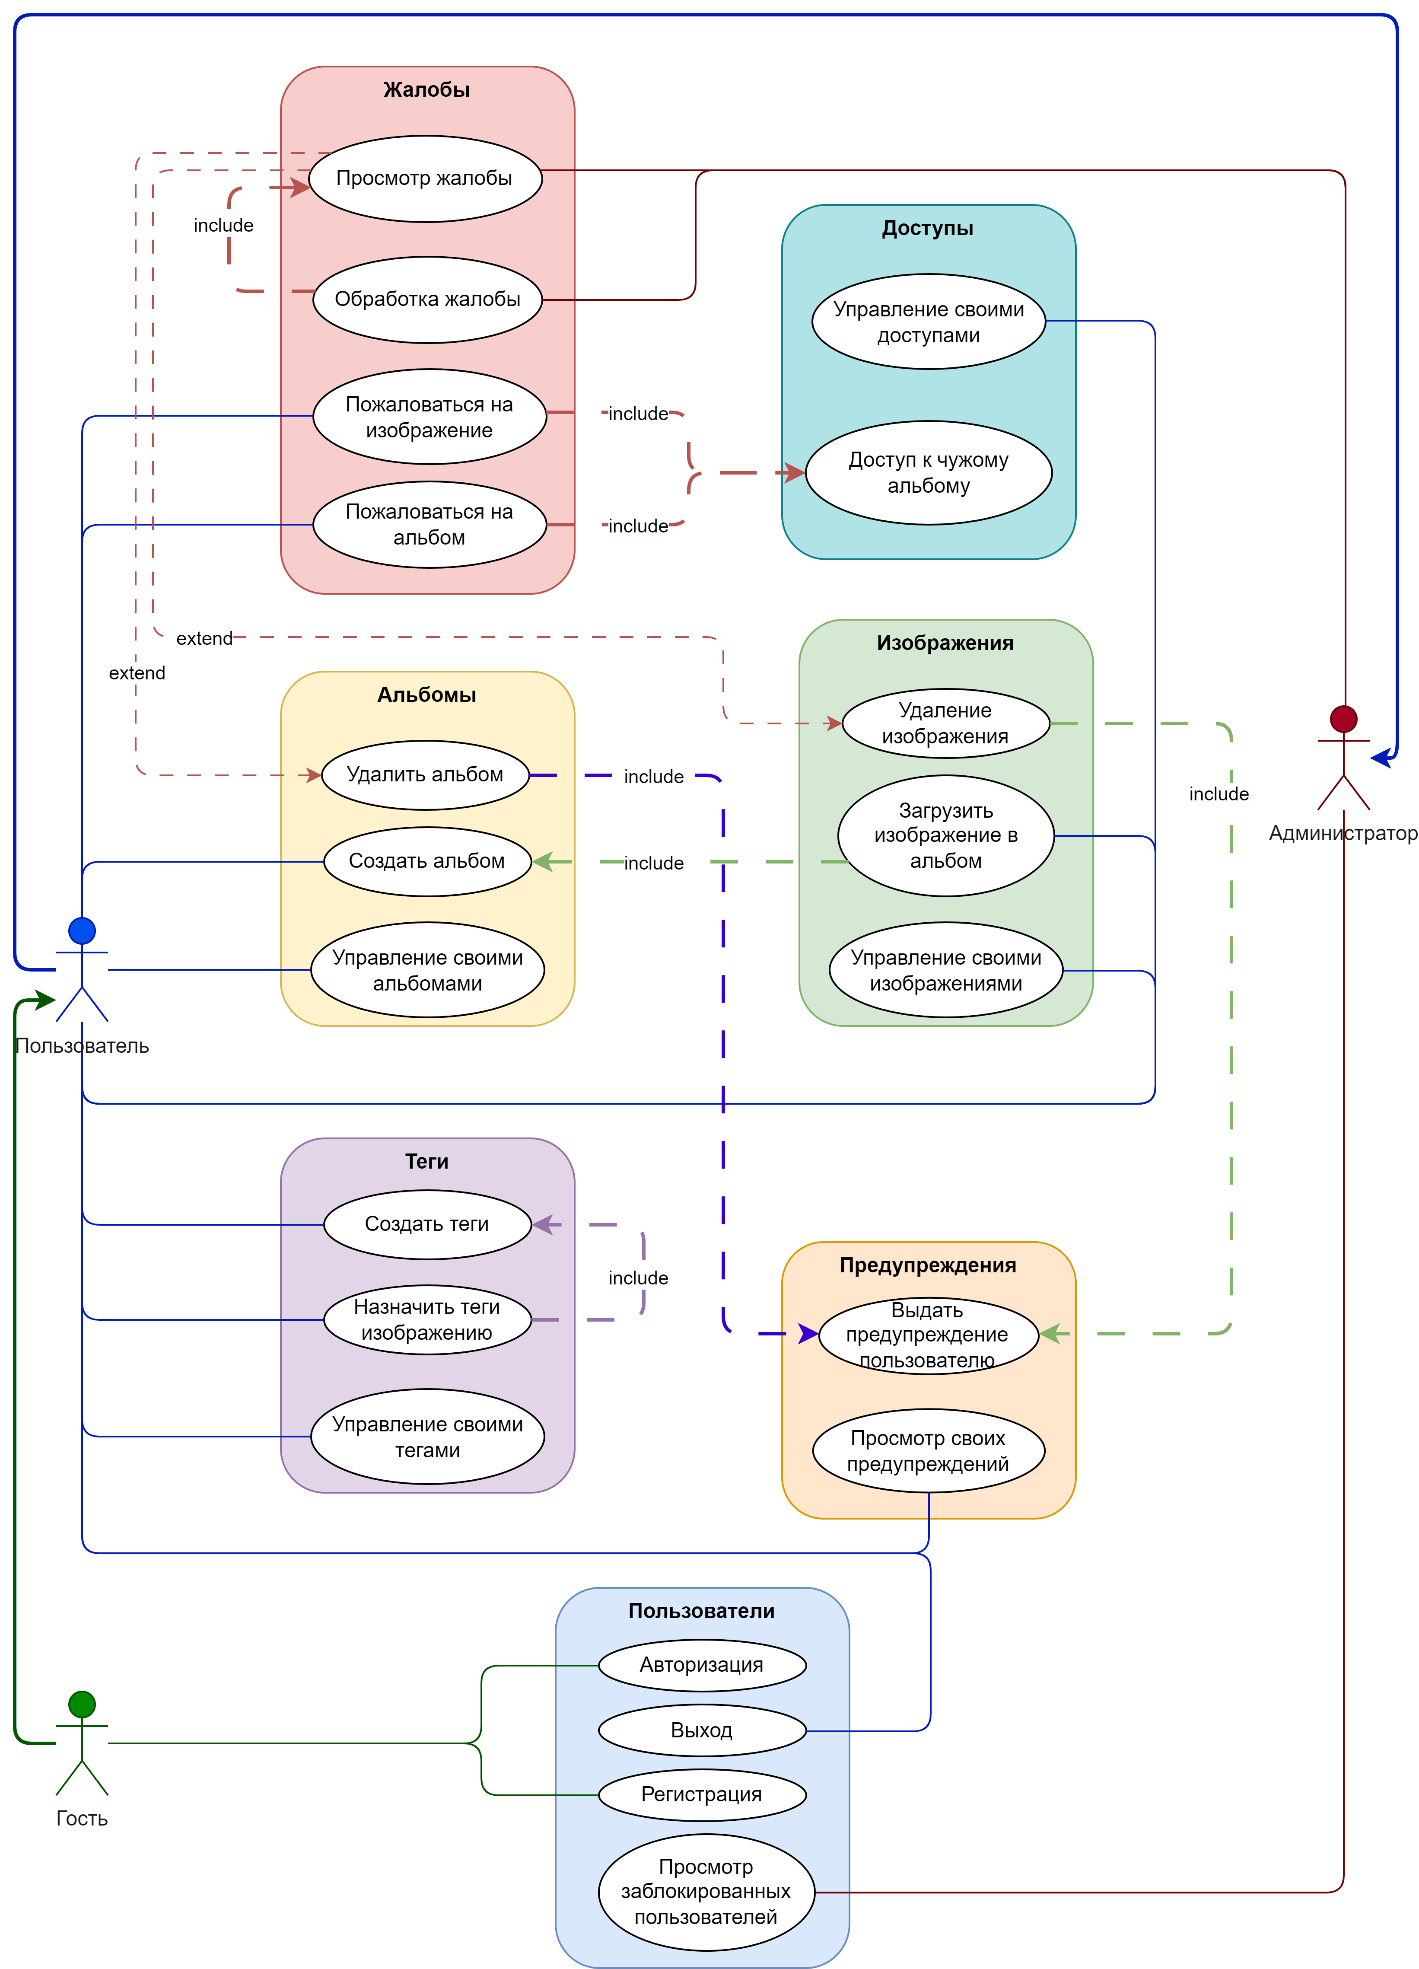 Жалобы
Просмотр жалобы
include
Обработка жалобы
Пожаловаться на
изображение
include
Пожаловаться на
альбом
include
Доступы
Управление своими
доступами
Доступ к чужому
альбому
extend
extend
Альбомы
Удалить альбом
include
Создать альбом
include
Управление своими
альбомами
Изображения
Удаление
изображения
include
Загрузить
изображение в
альбом
Управление своими
изображениями
Администратор
Пользователь
Теги
Создать теги
include
Назначить теги
изображению
Управление своими
тегами
Предупреждения
Выдать
предупреждение
пользователю
Просмотр своих
предупреждений
Пользователи
Авторизация
Выход
Регистрация
Просмотр
заблокированных
пользователей
Гость